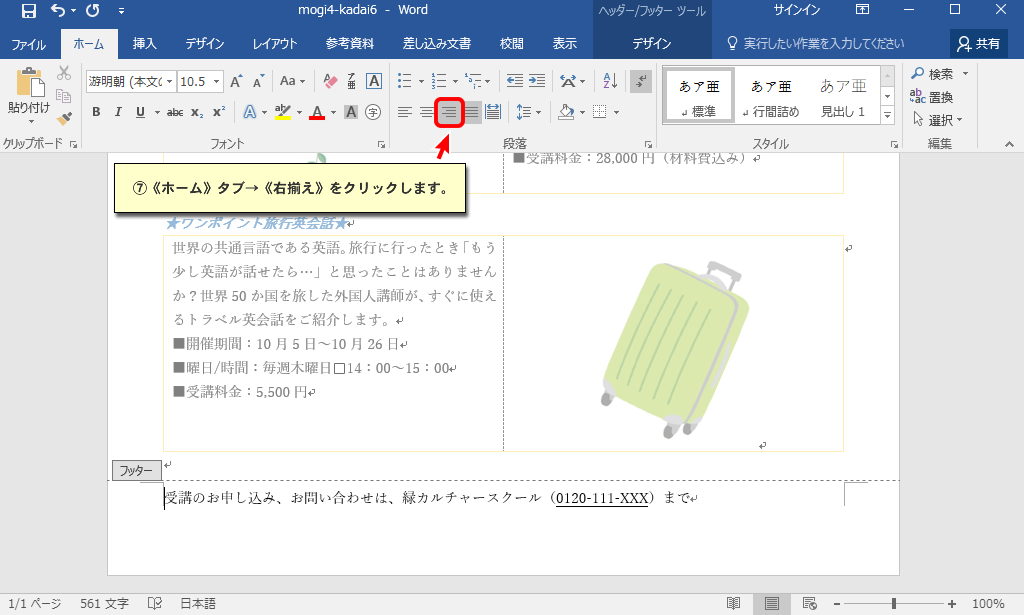 mogi4-kadai6 - Word
ヘッダー/フッター ツール
サインイン
ファイル ホーム 挿入 デザイン レイアウト 参考資料 差し込み文書 校閲 表示 デザイン 実行したい作業を入力してください 共有
貼り付け
游明朝 (本文の
10.5
Aa
B I U abc x₂ x²
あア亜 標準
あア亜 行間詰め
あア亜 見出し 1
検索
置換
選択
クリップボード フォント 段落 スタイル 編集
■受講料金：28,000 円（材料費込み）
⑦《ホーム》タブ→《右揃え》をクリックします。
★ワンポイント旅行英会話★
世界の共通言語である英語。旅行に行ったとき「もう
少し英語が話せたら…」と思ったことはありません
か？世界 50 か国を旅した外国人講師が、すぐに使え
るトラベル英会話をご紹介します。
■開催期間：10 月 5 日～10 月 26 日
■曜日/時間：毎週木曜日□14：00～15：00
■受講料金：5,500 円
フッター
受講のお申し込み、お問い合わせは、緑カルチャースクール（0120-111-XXX）まで
1/1 ページ 561 文字 日本語 100%